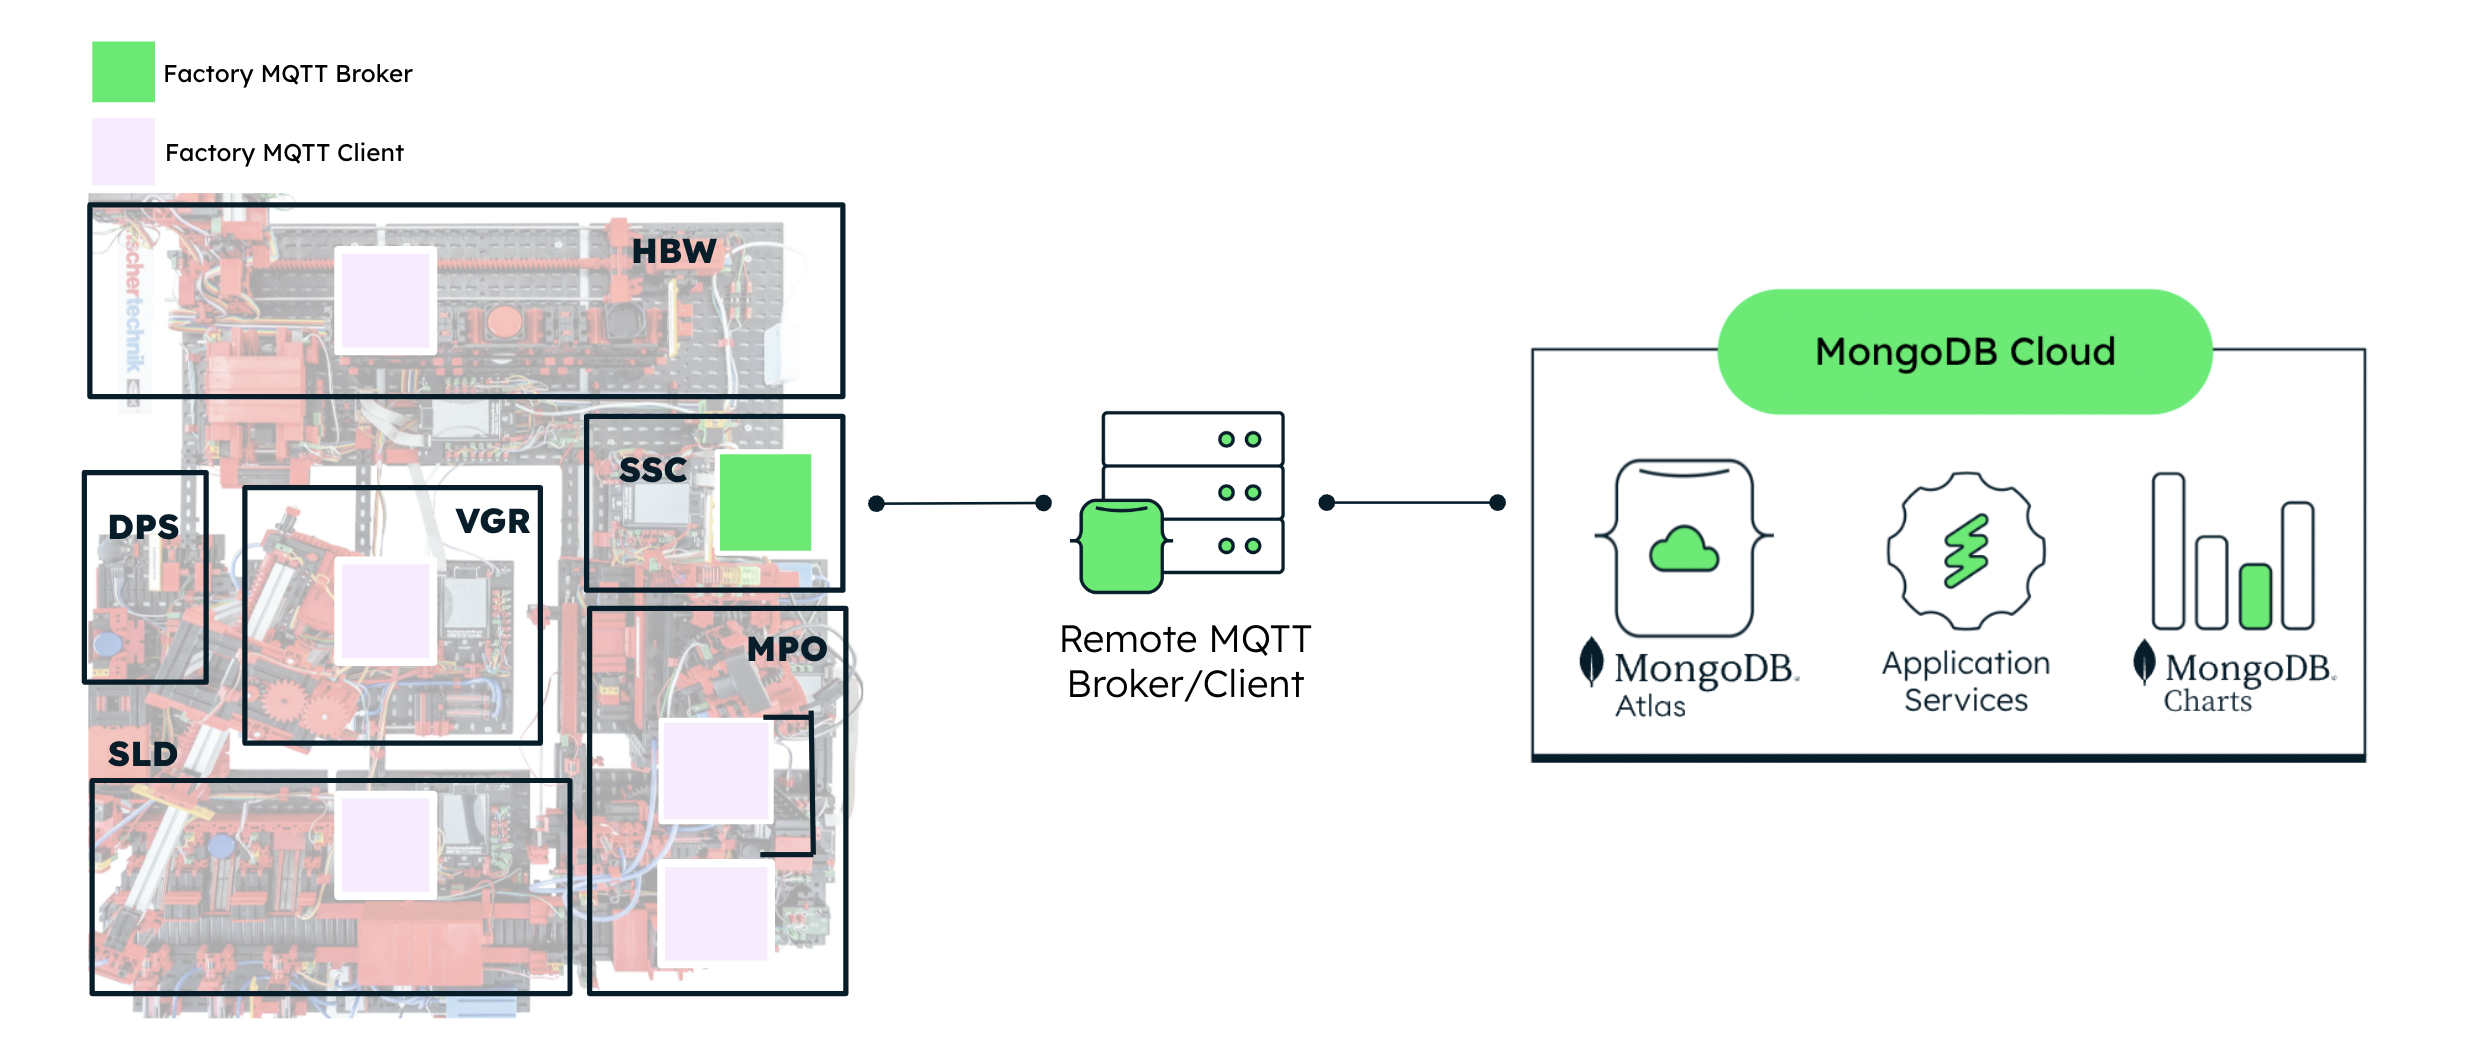 Factory MQTT Broker
Factory MQTT Client
HBW
schertechnik
SSC
DPS
VGR
MPO
SLD
Remote MQTT
Broker/Client
MongoDB Cloud
MongoDB.
Atlas
Application
Services
MongoDB.
Charts